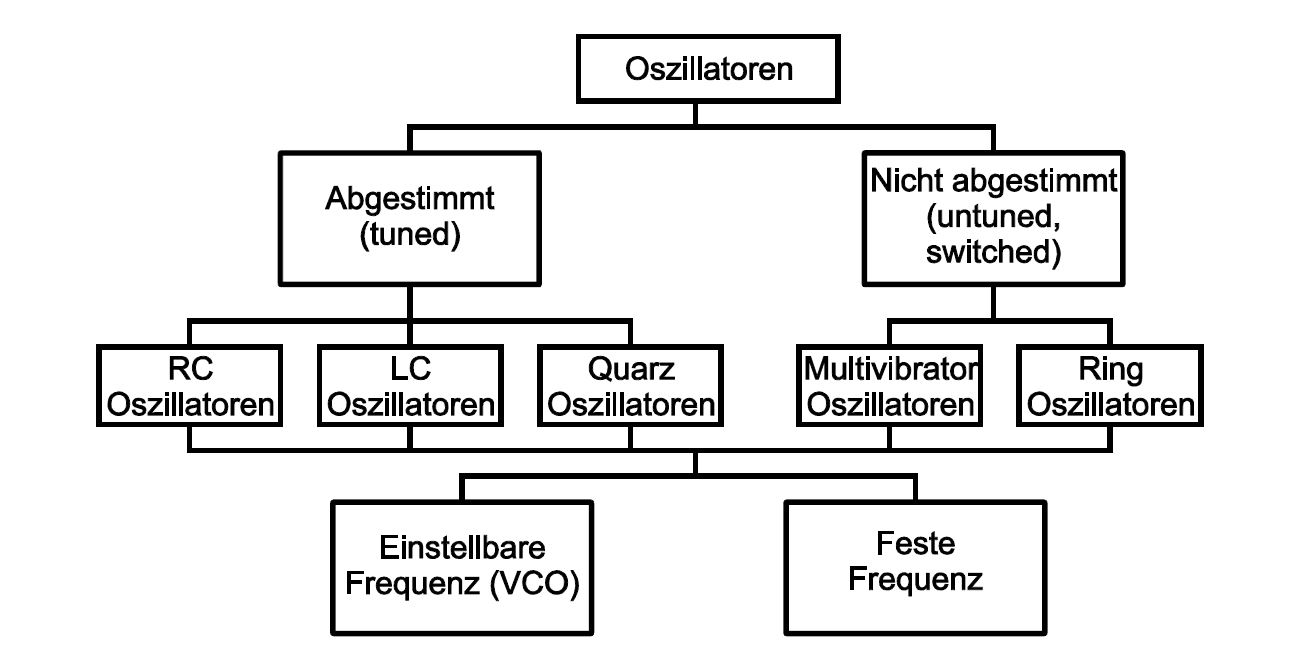 Oszillatoren
Abgestimmt
(tuned)
Nicht abgestimmt
(untuned,
switched)
RC
Oszillatoren
LC
Oszillatoren
Quarz
Oszillatoren
Multivibrator
Oszillatoren
Ring
Oszillatoren
Einstellbare
Frequenz (VCO)
Feste
Frequenz